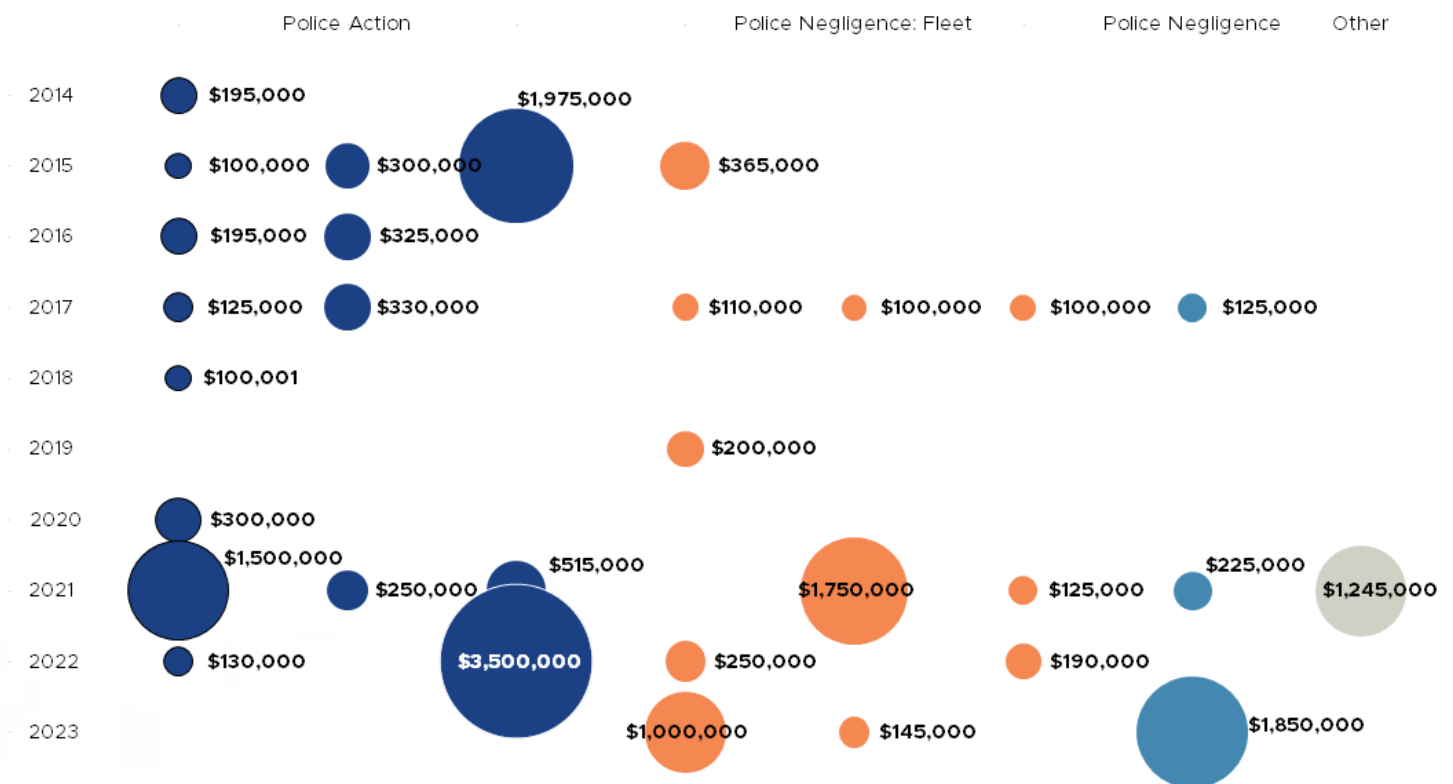 Police Action Police Negligence: Fleet Police Negligence Other
2014 $195,000 $1,975,000
2015 $100,000 $300,000 $365,000
2016 $195,000 $325,000
2017 $125,000 $330,000 $110,000 $100,000 $100,000 $125,000
2018 $100,001
2019 $200,000
2020 $300,000
$1,500,000 $515,000 $225,000
2021 $250,000 $1,750,000 $125,000 $1,245,000
2022 $130,000 $3,500,000 $250,000 $190,000
2023 $1,000,000 $145,000 $1,850,000